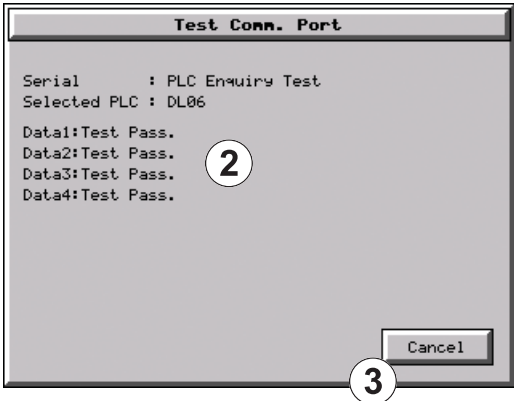 Test Comm. Port
Serial : PLC Enquiry Test
Selected PLC : DL06
Data1:Test Pass.
Data2:Test Pass.
Data3:Test Pass.
Data4:Test Pass.
2
Cancel
3